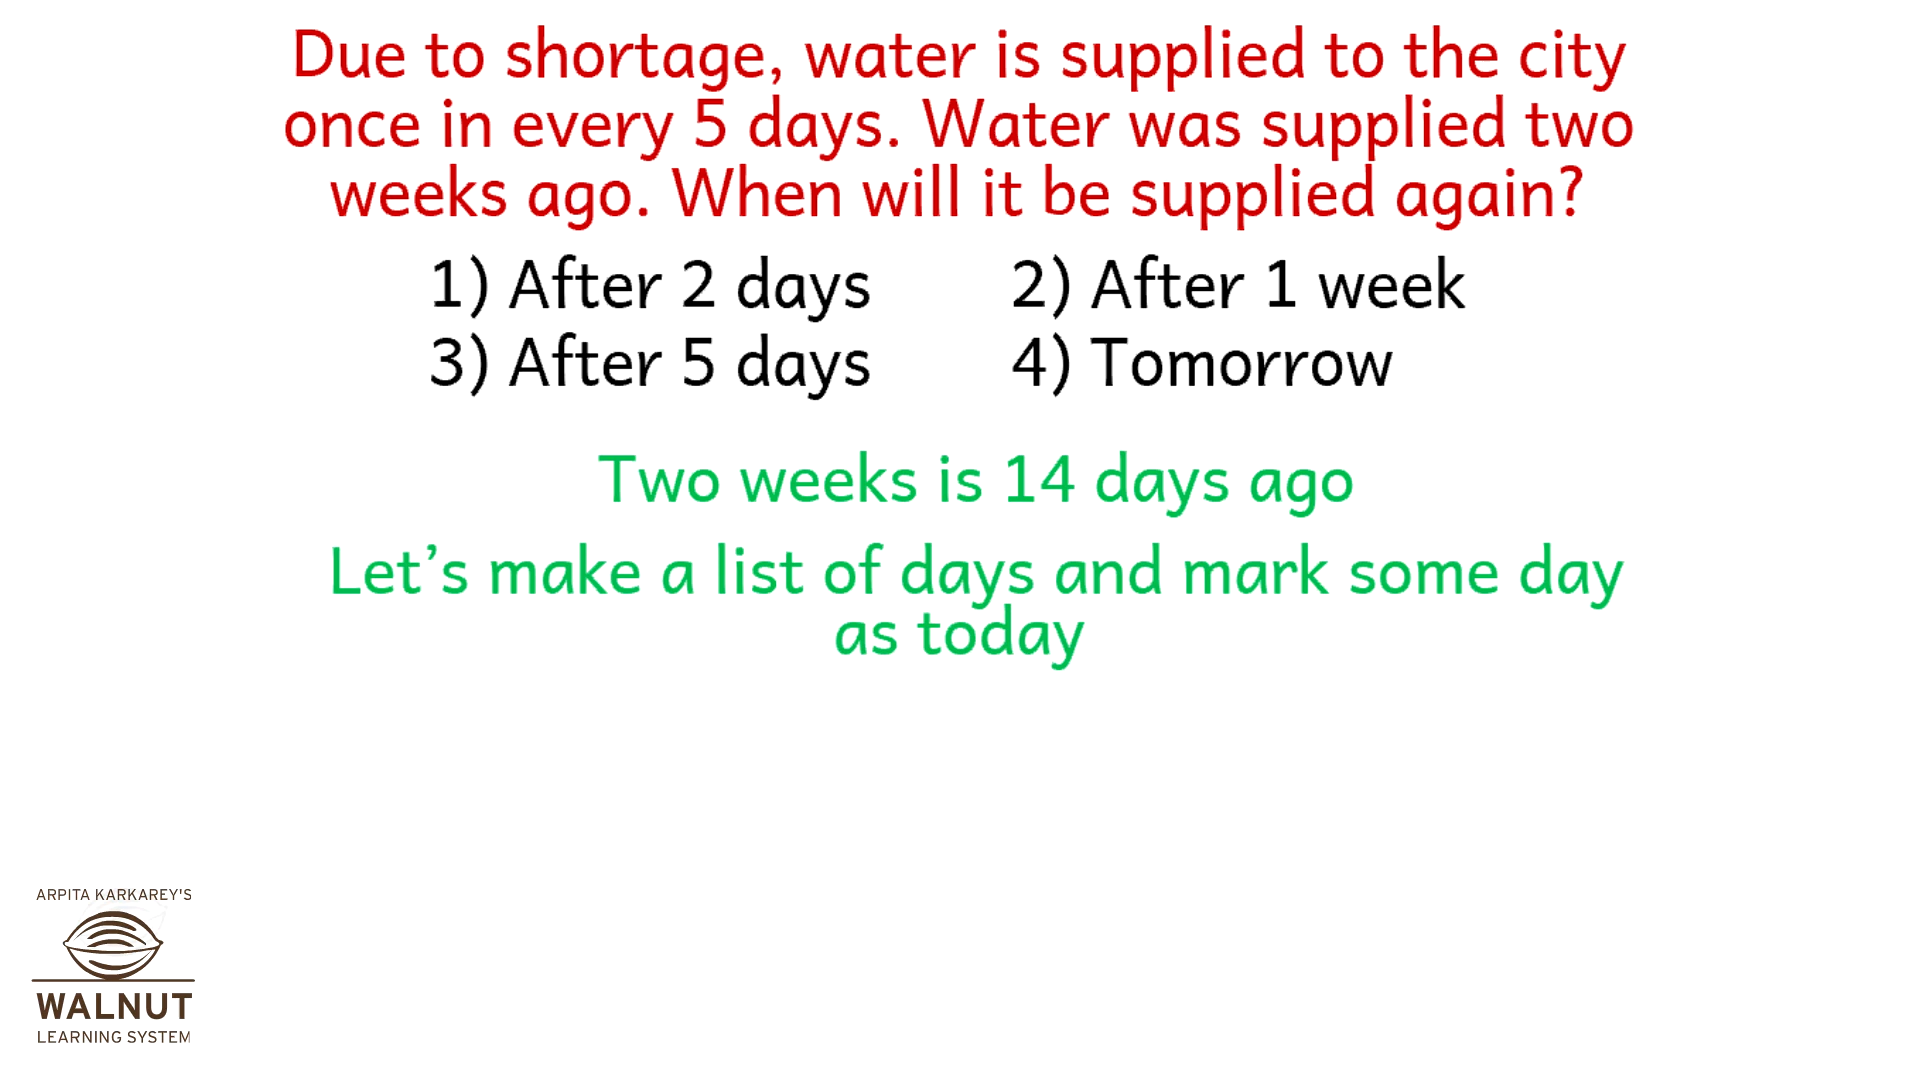 Due to shortage, water is supplied to the city
once in every 5 days. Water was supplied two
weeks ago. When will it be supplied again?
1) After 2 days 2) After 1 week
3) After 5 days 4) Tomorrow
Two weeks is 14 days ago
Let's make a list of days and mark some day
as today
ARPITA KARKAREY'S
WALNUT
LEARNING SYSTEM